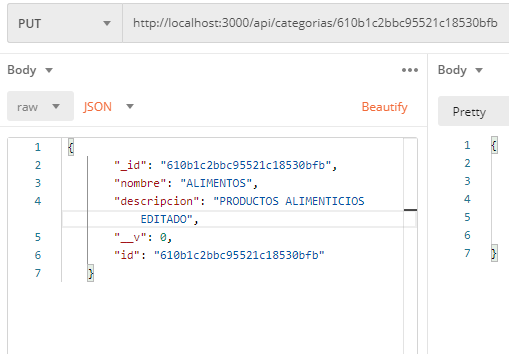 PUT http://localhost:3000/api/categorias/610b1c2bbc95521c18530bfb
Body ••• Body
raw JSON Beautify Pretty
1 {
2 "_id": "610b1c2bbc95521c18530bfb",
3 "nombre": "ALIMENTOS",
4 "descripcion": "PRODUCTOS ALIMENTICIOS
EDITADO",
5 "__v": 0,
6 "id": "610b1c2bbc95521c18530bfb"
7 }
1 {
2
3
4
5
6
7 }